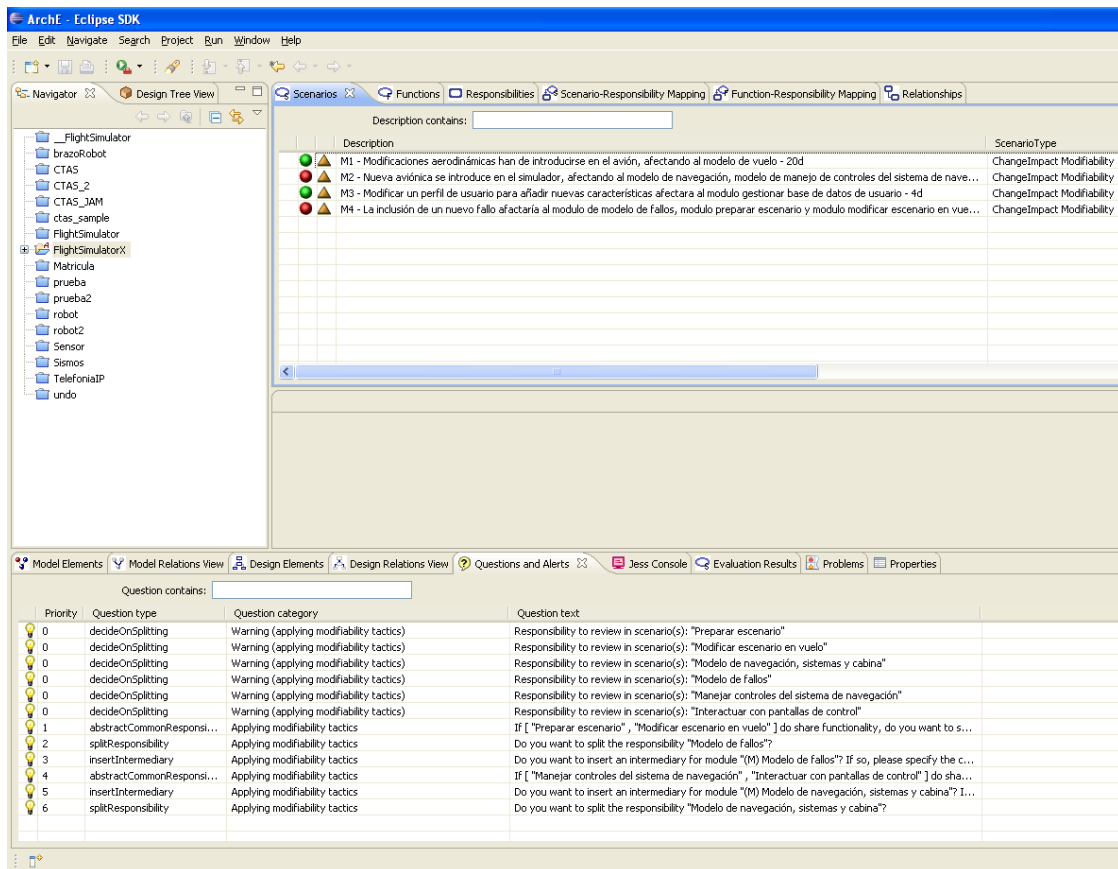 ArchE - Eclipse SDK
File Edit Navigate Search Project Run Window Help
Navigator Design Tree View
__FlightSimulator
brazoRobot
CTAS
CTAS_2
CTAS_JAM
ctas_sample
FlightSimulator
FlightSimulatorX
Matricula
prueba
prueba2
robot
robot2
Sensor
Sismos
TelefoniaIP
undo
Scenarios Functions Responsibilities Scenario-Responsibility Mapping Function-Responsibility Mapping Relationships
Description contains:
Description ScenarioType
M1 - Modificaciones aerodinámicas han de introducirse en el avión, afectando al modelo de vuelo - 20d ChangeImpact Modifiability
M2 - Nueva aviónica se introduce en el simulador, afectando al modelo de navegación, modelo de manejo de controles del sistema de nave... ChangeImpact Modifiability
M3 - Modificar un perfil de usuario para añadir nuevas características afectara al modulo gestionar base de datos de usuario - 4d ChangeImpact Modifiability
M4 - La inclusión de un nuevo fallo afactaría al modulo de modelo de fallos, modulo preparar escenario y modulo modificar escenario en vue... ChangeImpact Modifiability
Model Elements Model Relations View Design Elements Design Relations View Questions and Alerts Jess Console Evaluation Results Problems Properties
Question contains:
Priority Question type Question category Question text
0 decideOnSplitting Warning (applying modifiability tactics) Responsibility to review in scenario(s): "Preparar escenario"
0 decideOnSplitting Warning (applying modifiability tactics) Responsibility to review in scenario(s): "Modificar escenario en vuelo"
0 decideOnSplitting Warning (applying modifiability tactics) Responsibility to review in scenario(s): "Modelo de navegación, sistemas y cabina"
0 decideOnSplitting Warning (applying modifiability tactics) Responsibility to review in scenario(s): "Modelo de fallos"
0 decideOnSplitting Warning (applying modifiability tactics) Responsibility to review in scenario(s): "Manejar controles del sistema de navegación"
0 decideOnSplitting Warning (applying modifiability tactics) Responsibility to review in scenario(s): "Interactuar con pantallas de control"
1 abstractCommonResponsi... Applying modifiability tactics If [ "Preparar escenario" , "Modificar escenario en vuelo" ] do share functionality, do you want to s...
2 splitResponsibility Applying modifiability tactics Do you want to split the responsibility "Modelo de fallos"?
3 insertIntermediary Applying modifiability tactics Do you want to insert an intermediary for module "(M) Modelo de fallos"? If so, please specify the c...
4 abstractCommonResponsi... Applying modifiability tactics If [ "Manejar controles del sistema de navegación" , "Interactuar con pantallas de control" ] do sha...
5 insertIntermediary Applying modifiability tactics Do you want to insert an intermediary for module "(M) Modelo de navegación, sistemas y cabina"? I...
6 splitResponsibility Applying modifiability tactics Do you want to split the responsibility "Modelo de navegación, sistemas y cabina"?